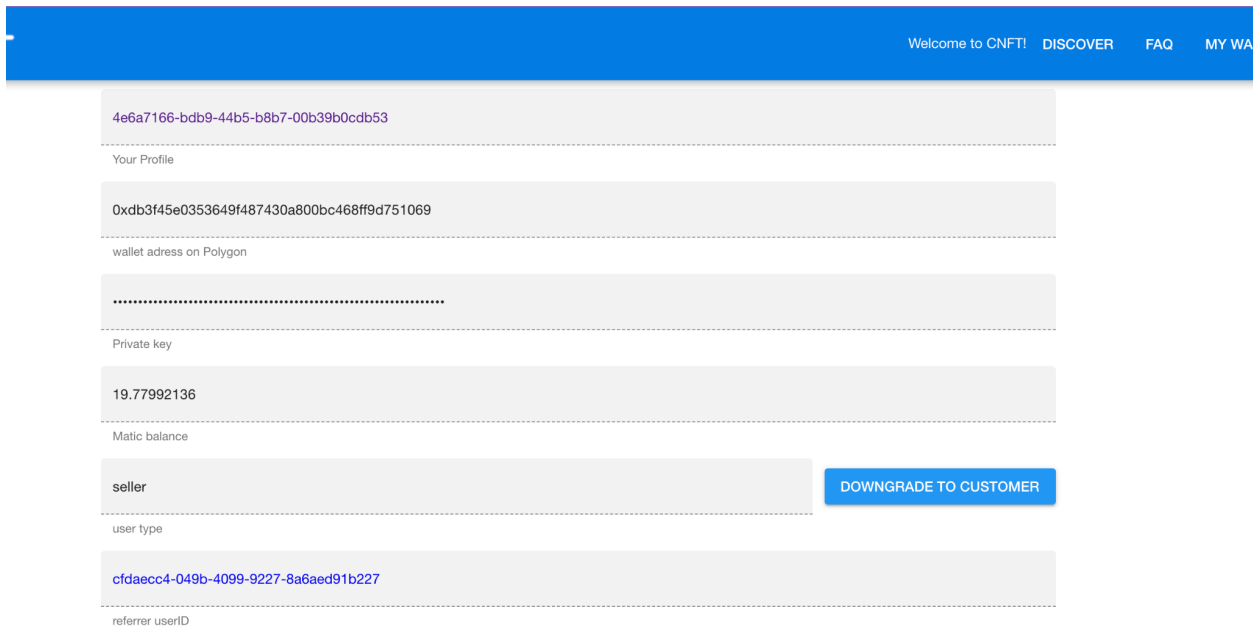 Welcome to CNFT! DISCOVER FAQ MY WA
4e6a7166-bdb9-44b5-b8b7-00b39b0cdb53
Your Profile
0xdb3f45e0353649f487430a800bc468ff9d751069
wallet adress on Polygon
Private key
19.77992136
Matic balance
seller
DOWNGRADE TO CUSTOMER
user type
cfdaecc4-049b-4099-9227-8a6aed91b227
referrer userID